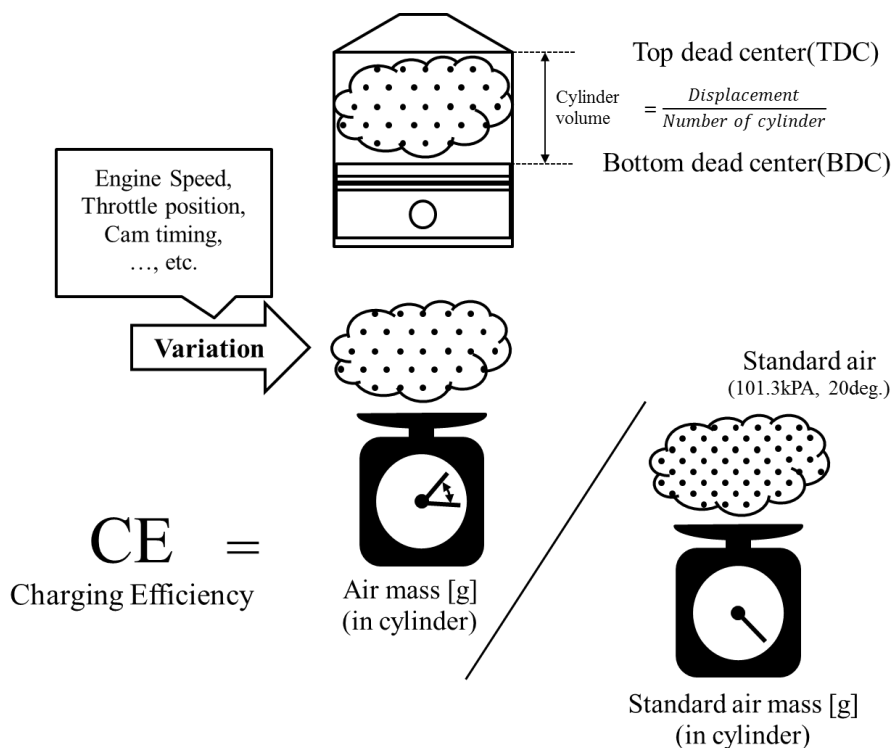 Top dead center(TDC)
Cylinder
volume
= Displacement / Number of cylinder
Bottom dead center(BDC)
Engine Speed,
Throttle position,
Cam timing,
…, etc.
Variation
Standard air
(101.3kPA, 20deg.)
CE =
Charging Efficiency
Air mass [g]
(in cylinder)
Standard air mass [g]
(in cylinder)